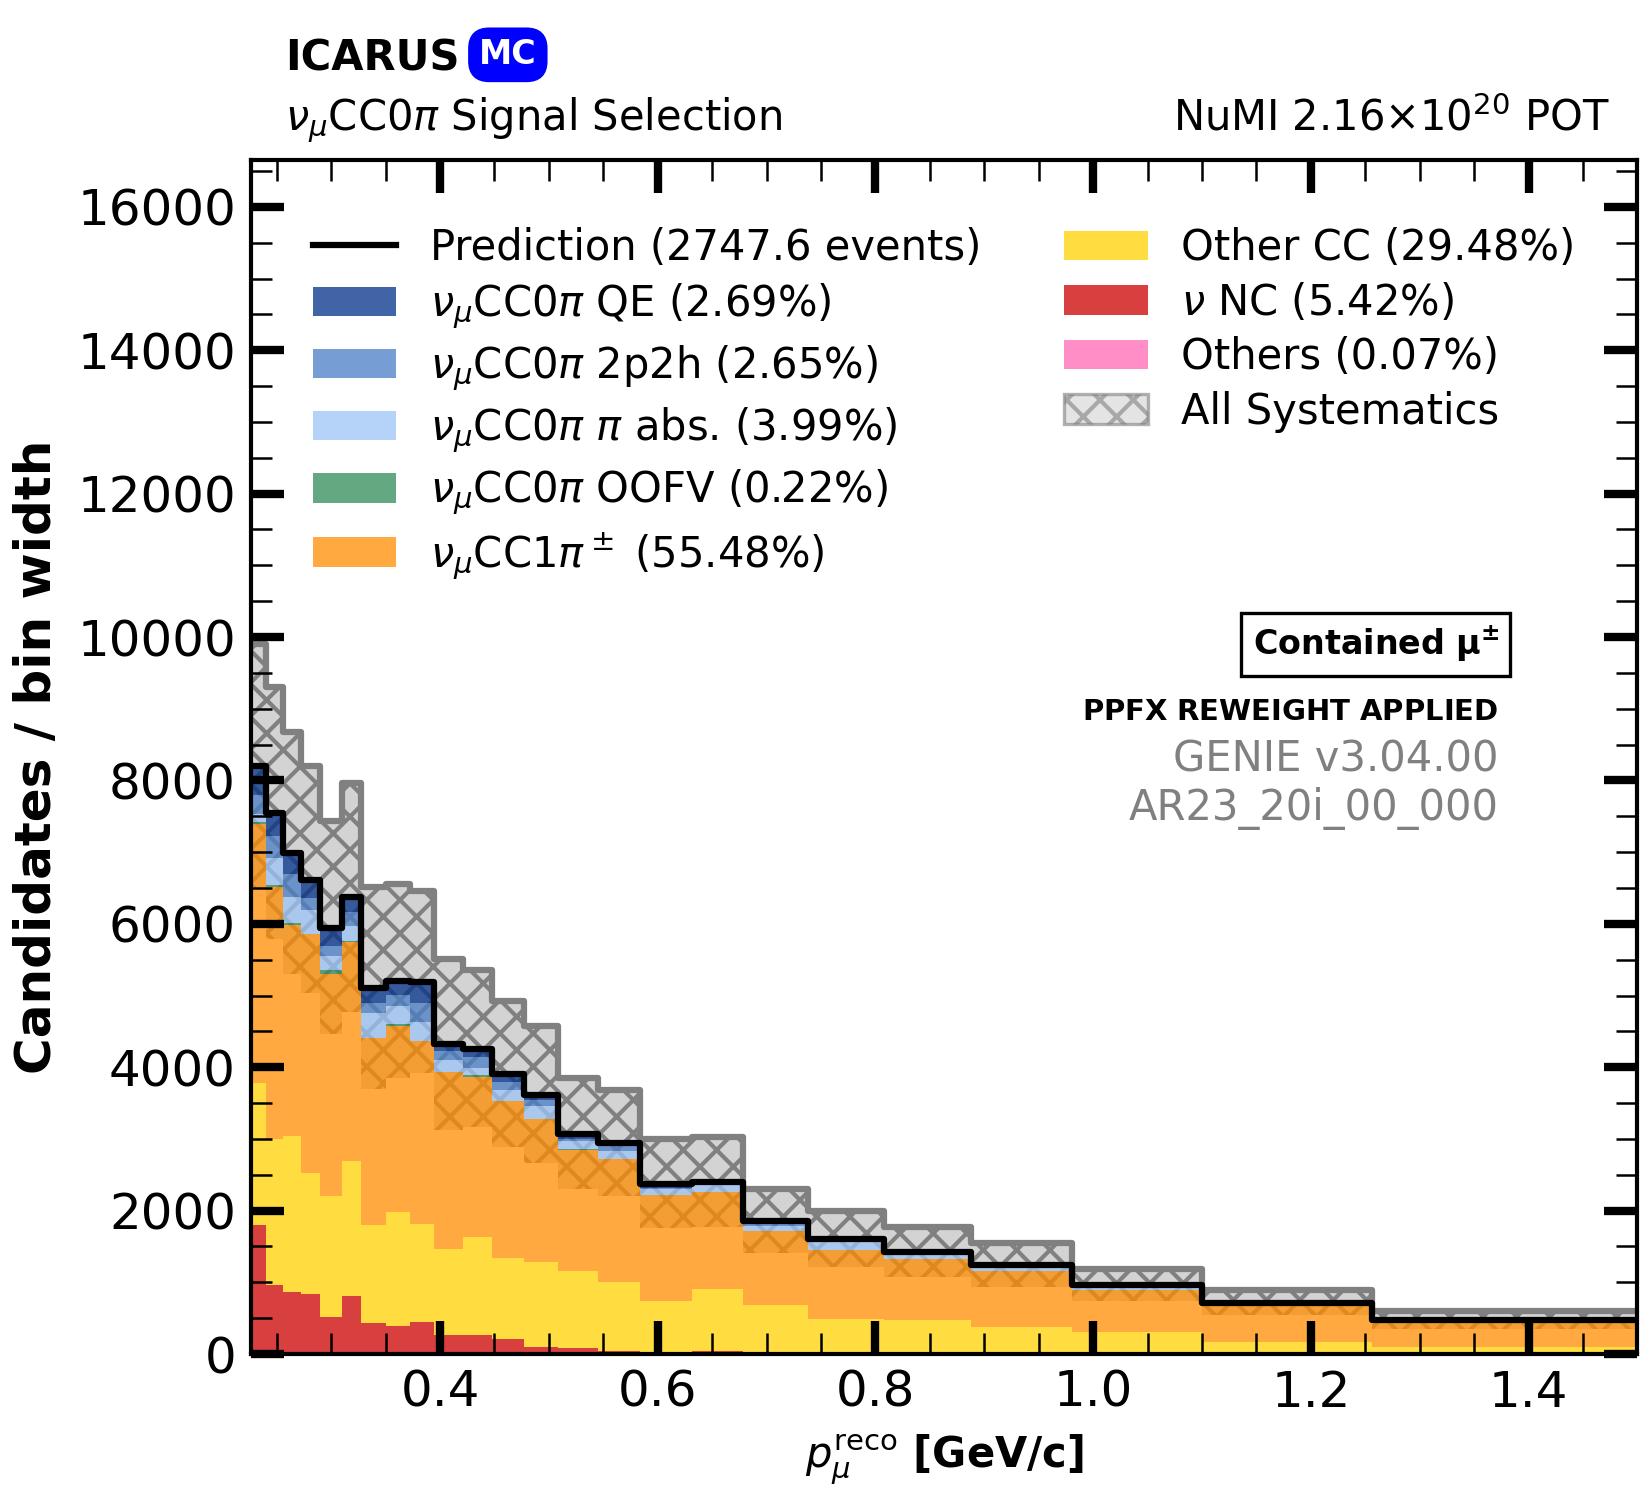 ICARUS MC
νμCC0π Signal Selection
NuMI 2.16×10²⁰ POT
Candidates / bin width
16000
14000
12000
10000
8000
6000
4000
2000
0
Prediction (2747.6 events)
νμCC0π QE (2.69%)
νμCC0π 2p2h (2.65%)
νμCC0π π abs. (3.99%)
νμCC0π OOFV (0.22%)
νμCC1π± (55.48%)
Other CC (29.48%)
ν NC (5.42%)
Others (0.07%)
All Systematics
Contained μ±
PPFX REWEIGHT APPLIED
GENIE v3.04.00
AR23_20i_00_000
0.4 0.6 0.8 1.0 1.2 1.4
pμreco [GeV/c]